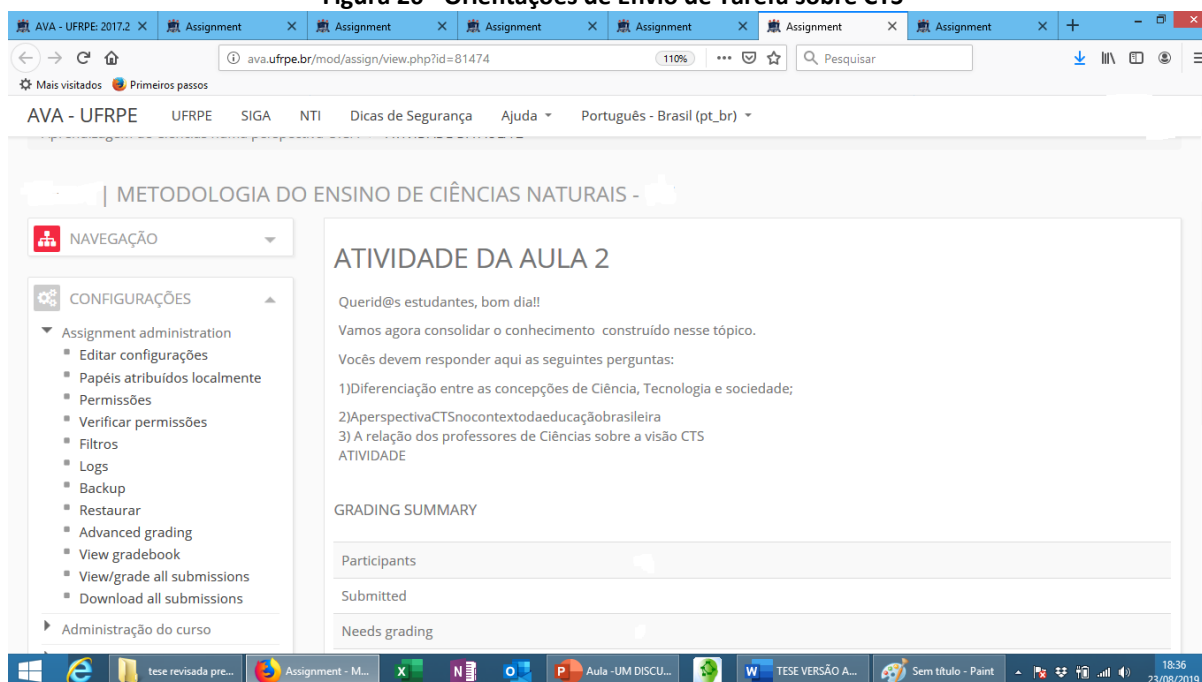 Figura 26 - Orientações de Envio de Tarefa sobre CTS
AVA - UFRPE: 2017.2 Assignment Assignment Assignment Assignment Assignment Assignment
ava.ufrpe.br/mod/assign/view.php?id=81474 110% Pesquisar
Mais visitados Primeiros passos
AVA - UFRPE UFRPE SIGA NTI Dicas de Segurança Ajuda Português - Brasil (pt_br)
| METODOLOGIA DO ENSINO DE CIÊNCIAS NATURAIS -
NAVEGAÇÃO
CONFIGURAÇÕES
Assignment administration
Editar configurações
Papéis atribuídos localmente
Permissões
Verificar permissões
Filtros
Logs
Backup
Restaurar
Advanced grading
View gradebook
View/grade all submissions
Download all submissions
Administração do curso
ATIVIDADE DA AULA 2
Querid@s estudantes, bom dia!!
Vamos agora consolidar o conhecimento construído nesse tópico.
Vocês devem responder aqui as seguintes perguntas:
1)Diferenciação entre as concepções de Ciência, Tecnologia e sociedade;
2)AperspectivaCTSnocontextodaeducaçãobrasileira
3) A relação dos professores de Ciências sobre a visão CTS
ATIVIDADE
GRADING SUMMARY
Participants
Submitted
Needs grading
tese revisada pre... Assignment - M... Aula -UM DISCU... TESE VERSÃO A... Sem título - Paint 18:36
23/08/2019